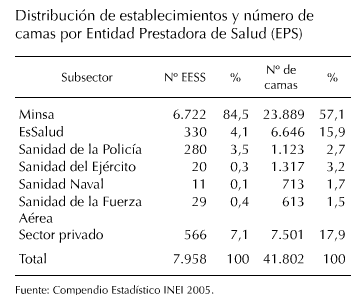 Distribución de establecimientos y número de
camas por Entidad Prestadora de Salud (EPS)
Subsector Nº EESS % Nº de camas %
Minsa 6.722 84,5 23.889 57,1
EsSalud 330 4,1 6.646 15,9
Sanidad de la Policía 280 3,5 1.123 2,7
Sanidad del Ejército 20 0,3 1.317 3,2
Sanidad Naval 11 0,1 713 1,7
Sanidad de la Fuerza 29 0,4 613 1,5
Aérea
Sector privado 566 7,1 7.501 17,9
Total 7.958 100 41.802 100
Fuente: Compendio Estadístico INEI 2005.